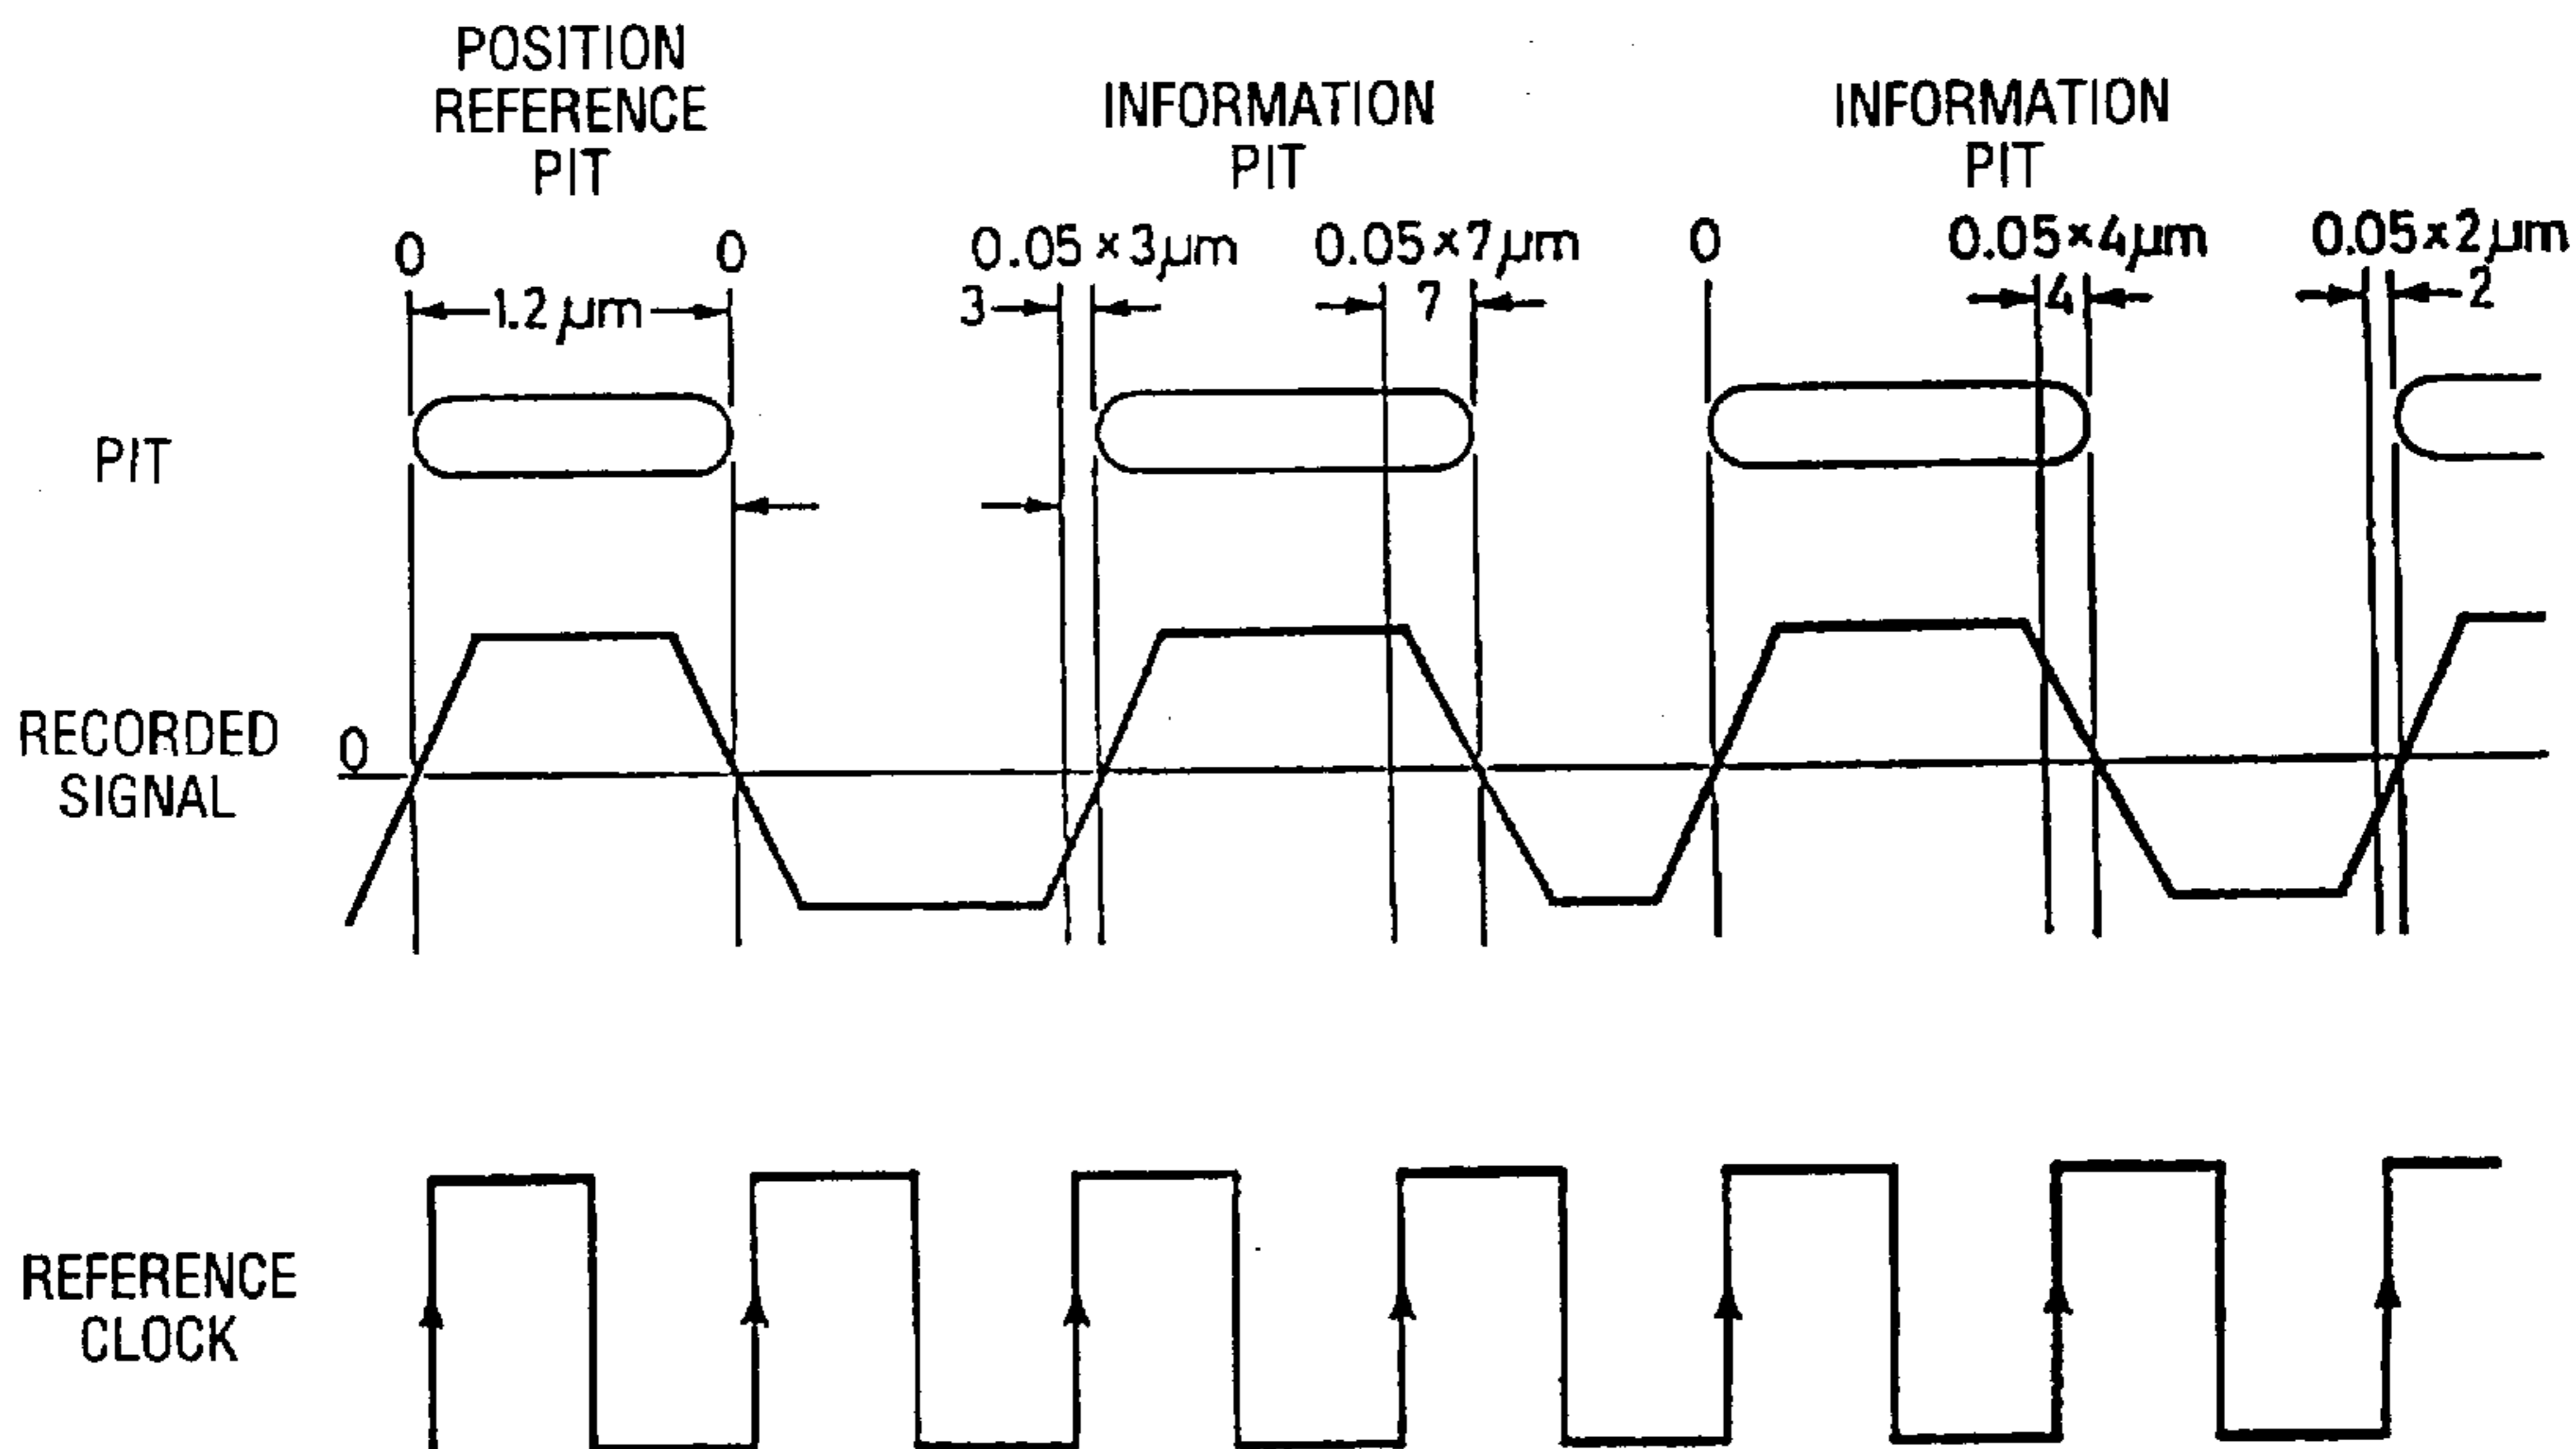 POSITION
REFERENCE
PIT
INFORMATION
PIT
INFORMATION
PIT
0
0
0.05×3μm
0.05×7μm
0
0.05×4μm
0.05×2μm
1.2μm
3
7
4
2
PIT
RECORDED
SIGNAL
0
REFERENCE
CLOCK